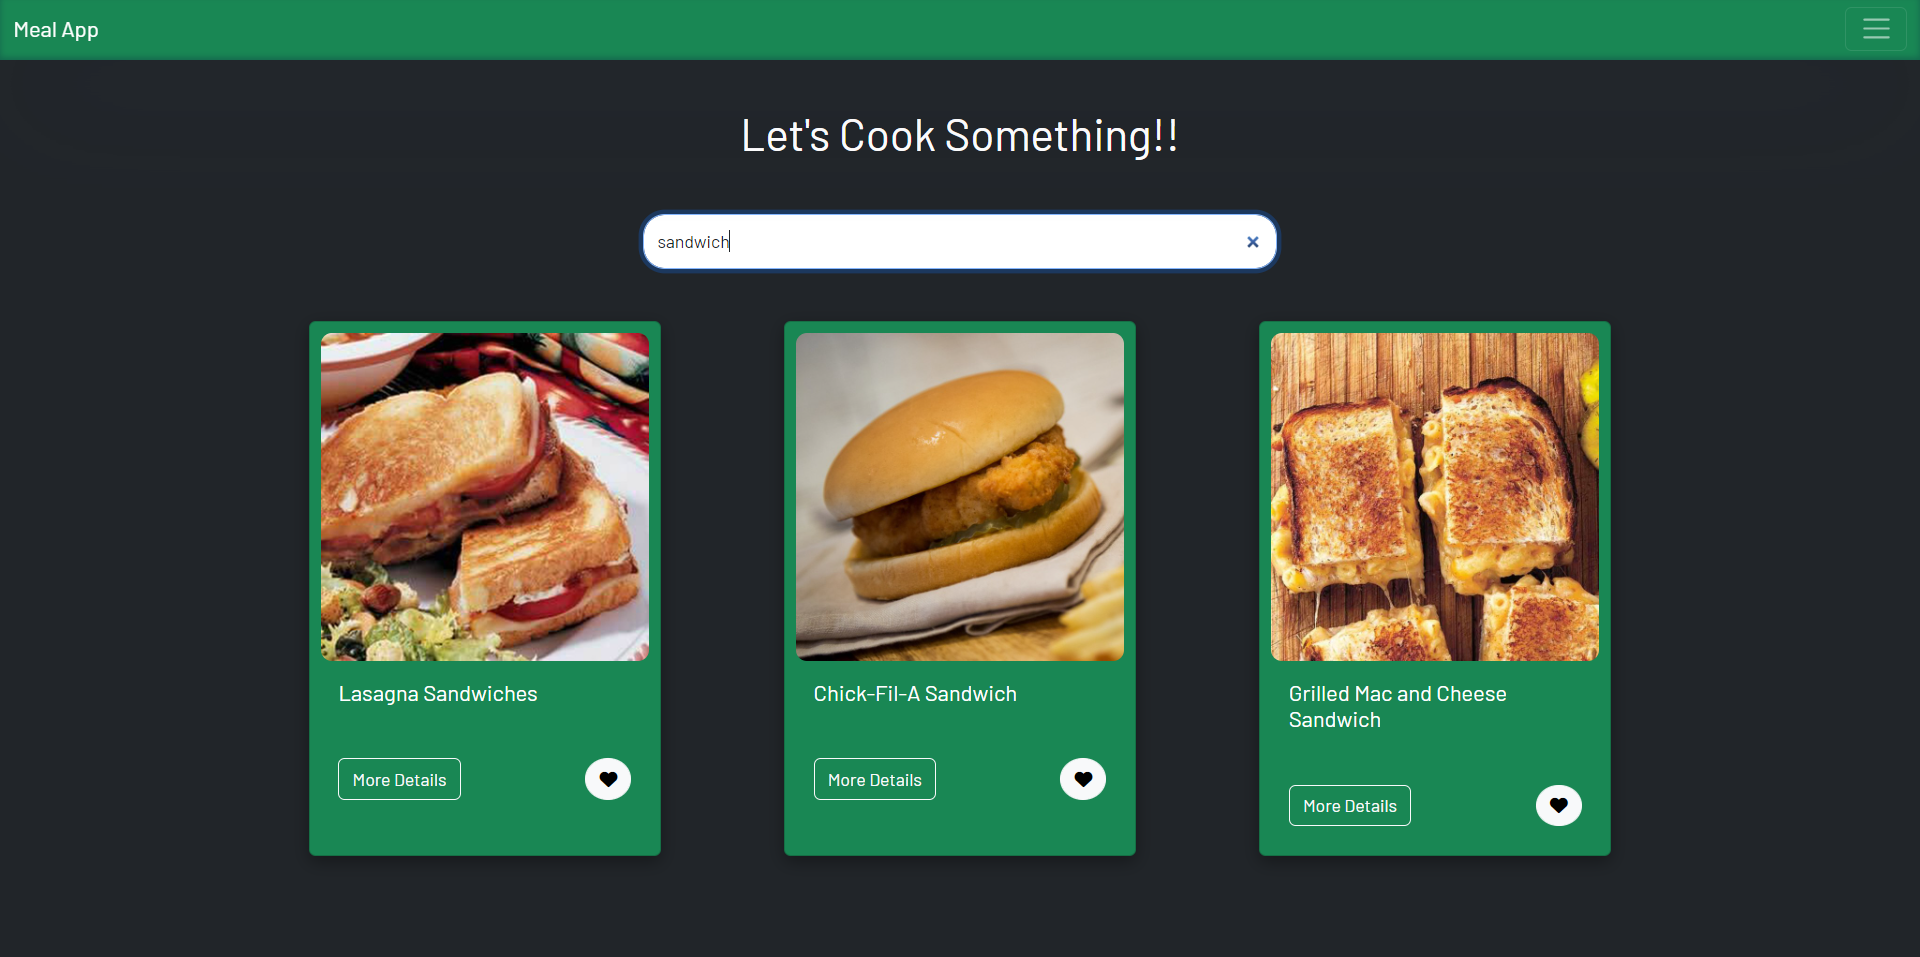 Meal App
Let's Cook Something!!
sandwich
Lasagna Sandwiches
More Details
Chick-Fil-A Sandwich
More Details
Grilled Mac and Cheese
Sandwich
More Details